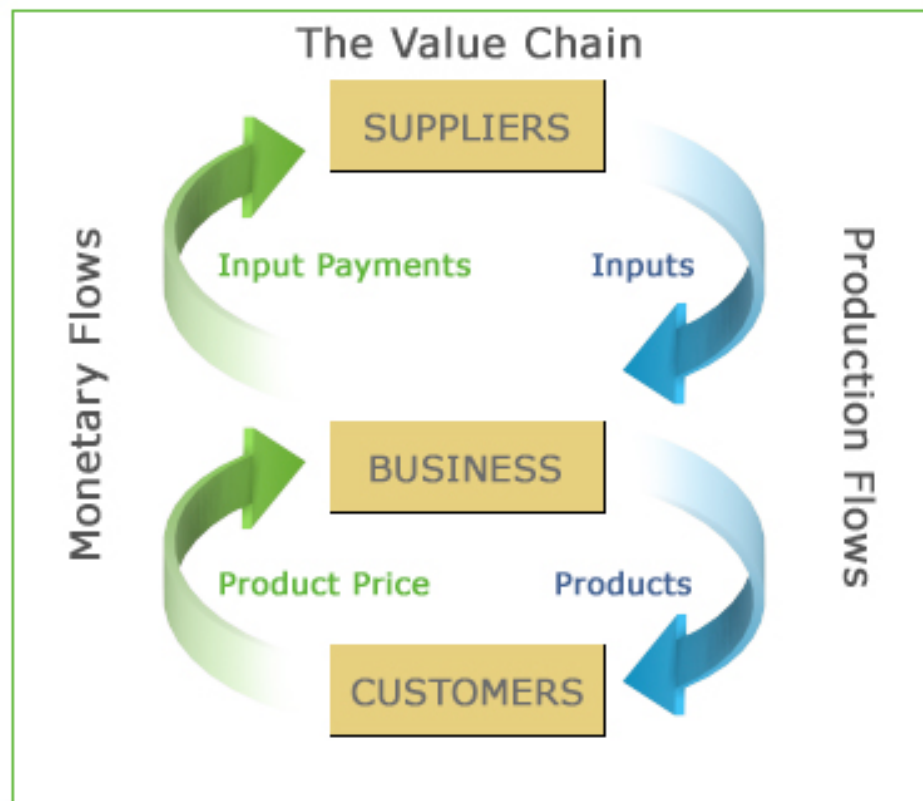 The Value Chain
SUPPLIERS
Input Payments
Inputs
Monetary Flows
Production Flows
BUSINESS
Product Price
Products
CUSTOMERS